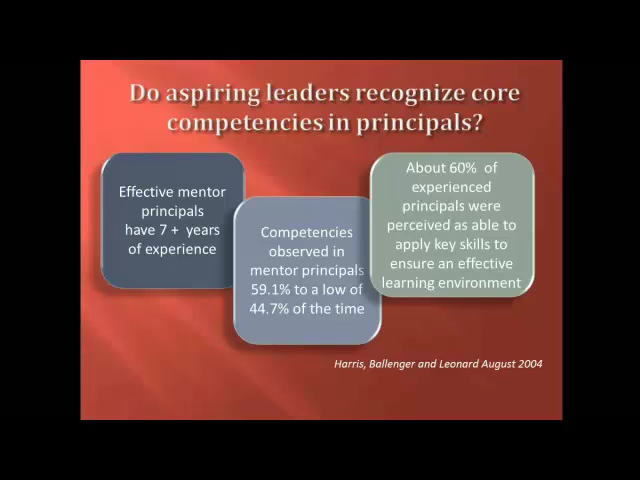 Do aspiring leaders recognize core
competencies in principals?
Effective mentor
principals
have 7 + years
of experience
Competencies
observed in
mentor principals
59.1% to a low of
44.7% of the time
About 60% of
experienced
principals were
perceived as able to
apply key skills to
ensure an effective
learning environment
Harris, Ballenger and Leonard August 2004